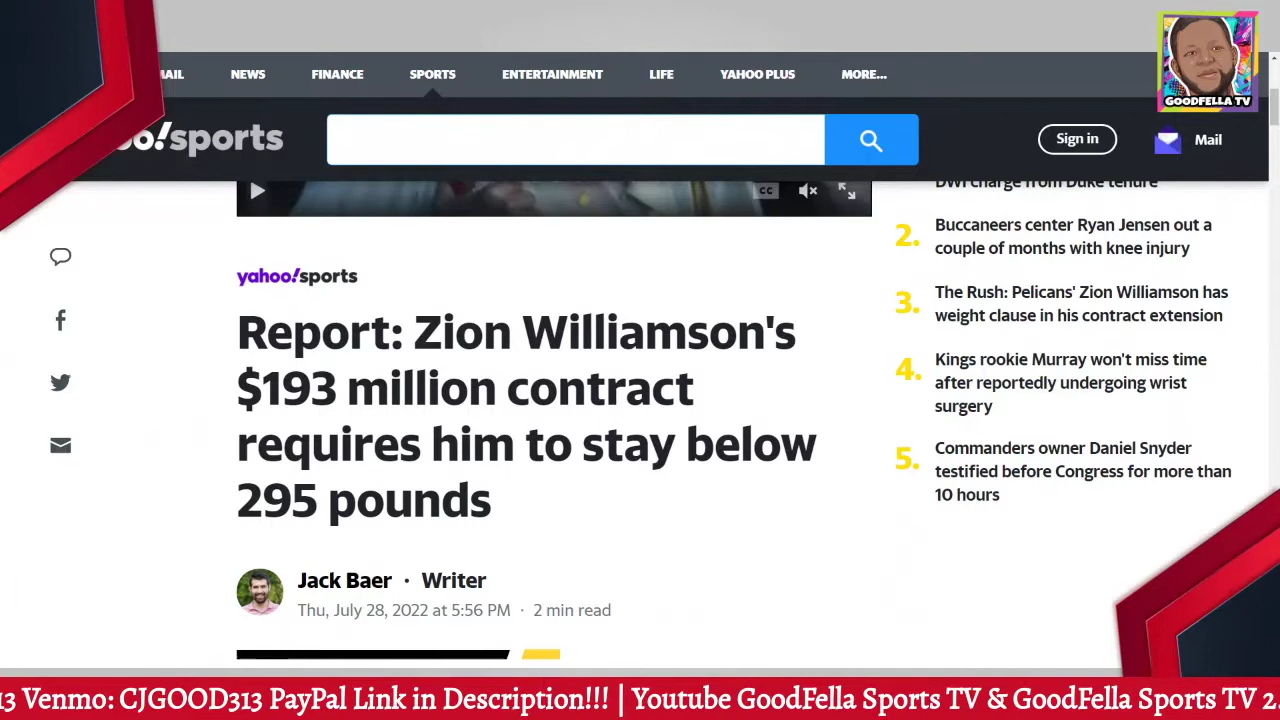 GOODFELLA TV
NEWS
FINANCE
SPORTS
ENTERTAINMENT
LIFE
YAHOO PLUS
MORE...
!sports
Sign in
Mail
CC
DWI charge from Duke tenure
2.
Buccaneers center Ryan Jensen out a
couple of months with knee injury
3.
The Rush: Pelicans' Zion Williamson has
weight clause in his contract extension
4.
Kings rookie Murray won't miss time
after reportedly undergoing wrist
surgery
5.
Commanders owner Daniel Snyder
testified before Congress for more than
10 hours
yahoo!sports
Report: Zion Williamson's
$193 million contract
requires him to stay below
295 pounds
Jack Baer · Writer
Thu, July 28, 2022 at 5:56 PM · 2 min read
13 Venmo: CJGOOD313 PayPal Link in Description!!! | Youtube GoodFella Sports TV & GoodFella Sports TV 2